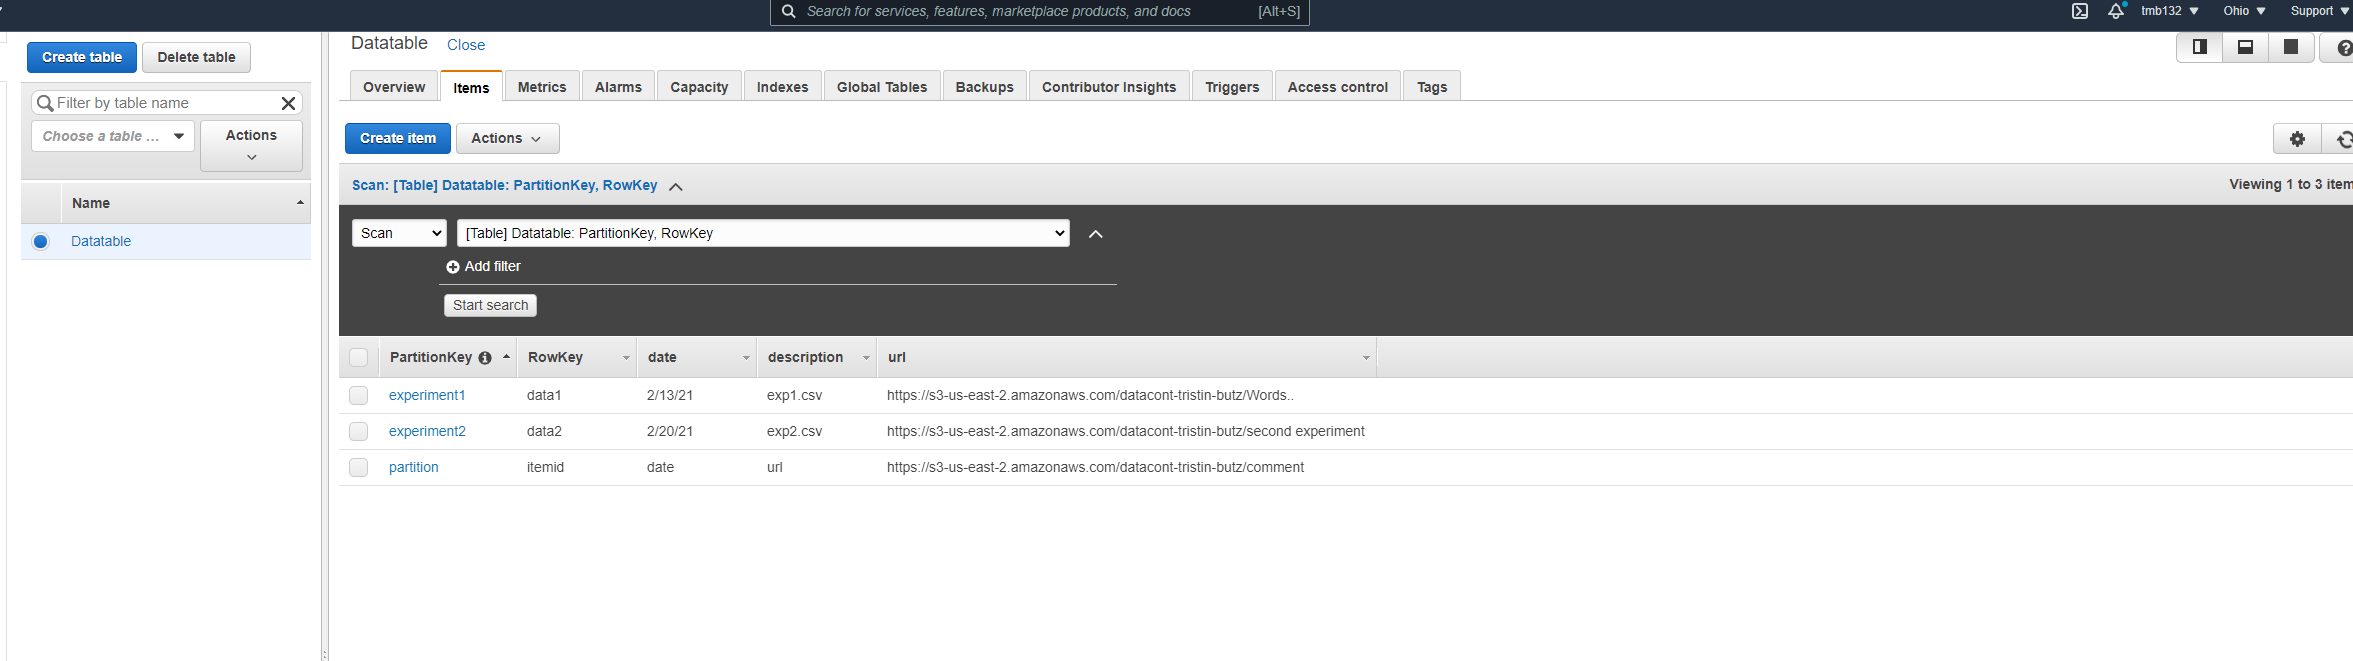 Search for services, features, marketplace products, and docs [Alt+S] tmb132 Ohio Support
Create table Delete table
Filter by table name
Choose a table ... Actions
Name
Datatable
Datatable Close
Overview Items Metrics Alarms Capacity Indexes Global Tables Backups Contributor Insights Triggers Access control Tags
Create item Actions
Scan: [Table] Datatable: PartitionKey, RowKey Viewing 1 to 3 item
Scan [Table] Datatable: PartitionKey, RowKey
Add filter
Start search
PartitionKey RowKey date description url
experiment1 data1 2/13/21 exp1.csv https://s3-us-east-2.amazonaws.com/datacont-tristin-butz/Words..
experiment2 data2 2/20/21 exp2.csv https://s3-us-east-2.amazonaws.com/datacont-tristin-butz/second experiment
partition itemid date url https://s3-us-east-2.amazonaws.com/datacont-tristin-butz/comment